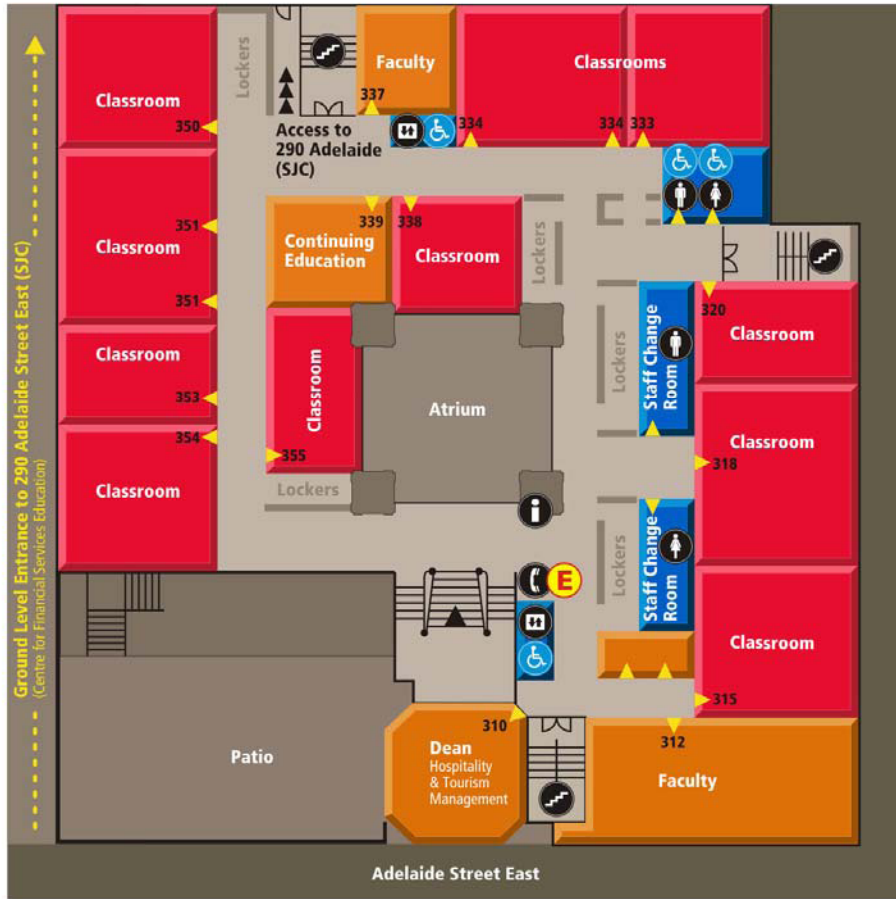 Ground Level Entrance to 290 Adelaide Street East (SJC)
(Centre for Financial Services Education)
Classroom
350
Lockers
Access to
290 Adelaide
(SJC)
Faculty
337
Classrooms
334
334
333
351
Classroom
351
339
Continuing
Education
338
Classroom
Lockers
320
Classroom
Classroom
353
354
Classroom
Classroom
355
Lockers
Atrium
Lockers
Staff Change
Room
Classroom
318
i
E
Lockers
Staff Change
Room
Classroom
315
Patio
310
Dean
Hospitality
& Tourism
Management
312
Faculty
Adelaide Street East